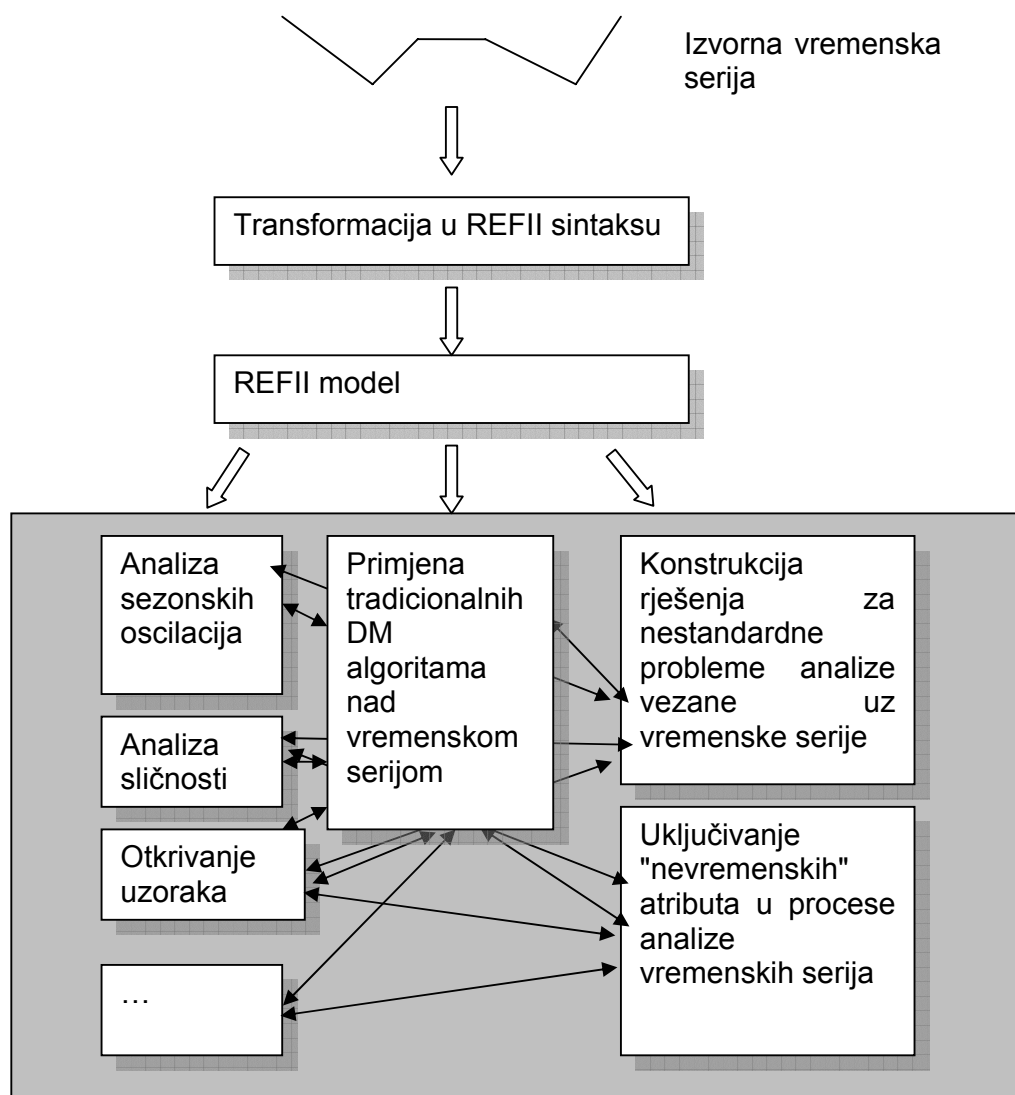 Izvorna vremenska
serija
Transformacija u REFII sintaksu
REFII model
Analiza
sezonskih
oscilacija
Primjena
tradicionalnih
DM
algoritama
nad
vremenskom
serijom
Konstrukcija
rješenja za
nestandardne
probleme analize
vezane uz
vremenske serije
Analiza
sličnosti
Otkrivanje
uzoraka
Uključivanje
"nevremenskih"
atributa u procese
analize
vremenskih serija
…